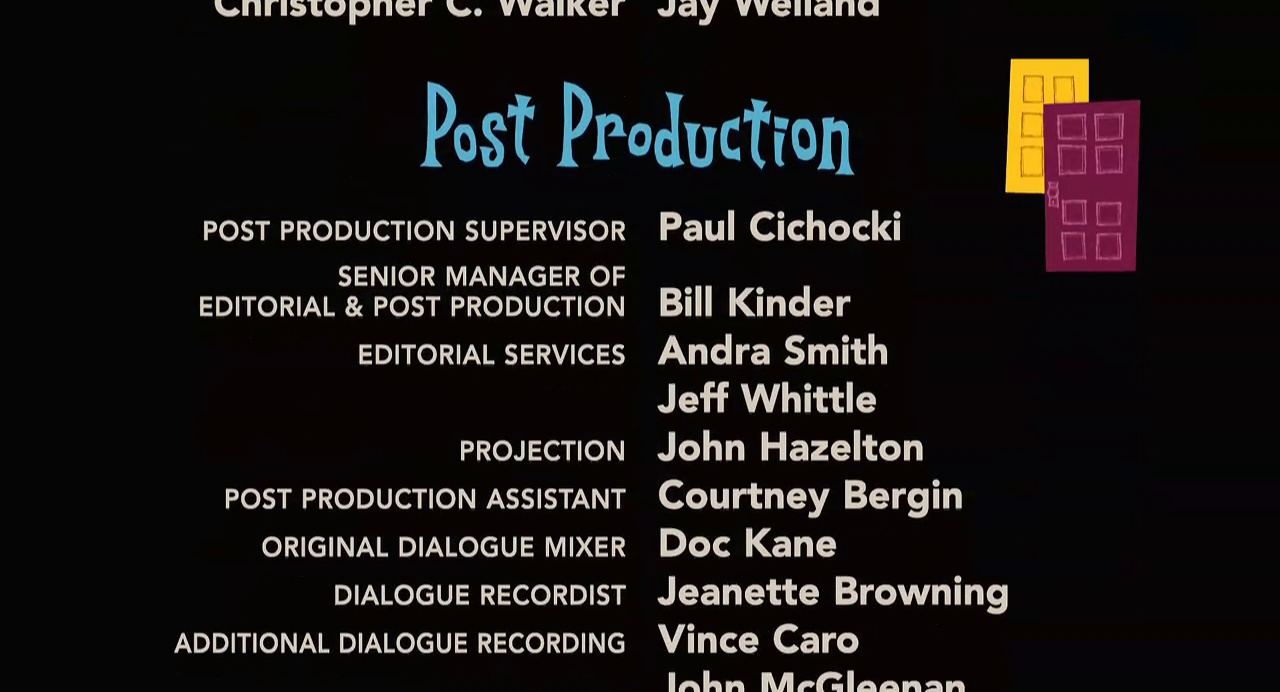 Christopher C. Walker Jay Weiland
Post Production
POST PRODUCTION SUPERVISOR Paul Cichocki
SENIOR MANAGER OF
EDITORIAL & POST PRODUCTION Bill Kinder
EDITORIAL SERVICES Andra Smith
Jeff Whittle
PROJECTION John Hazelton
POST PRODUCTION ASSISTANT Courtney Bergin
ORIGINAL DIALOGUE MIXER Doc Kane
DIALOGUE RECORDIST Jeanette Browning
ADDITIONAL DIALOGUE RECORDING Vince Caro
John McGleenan